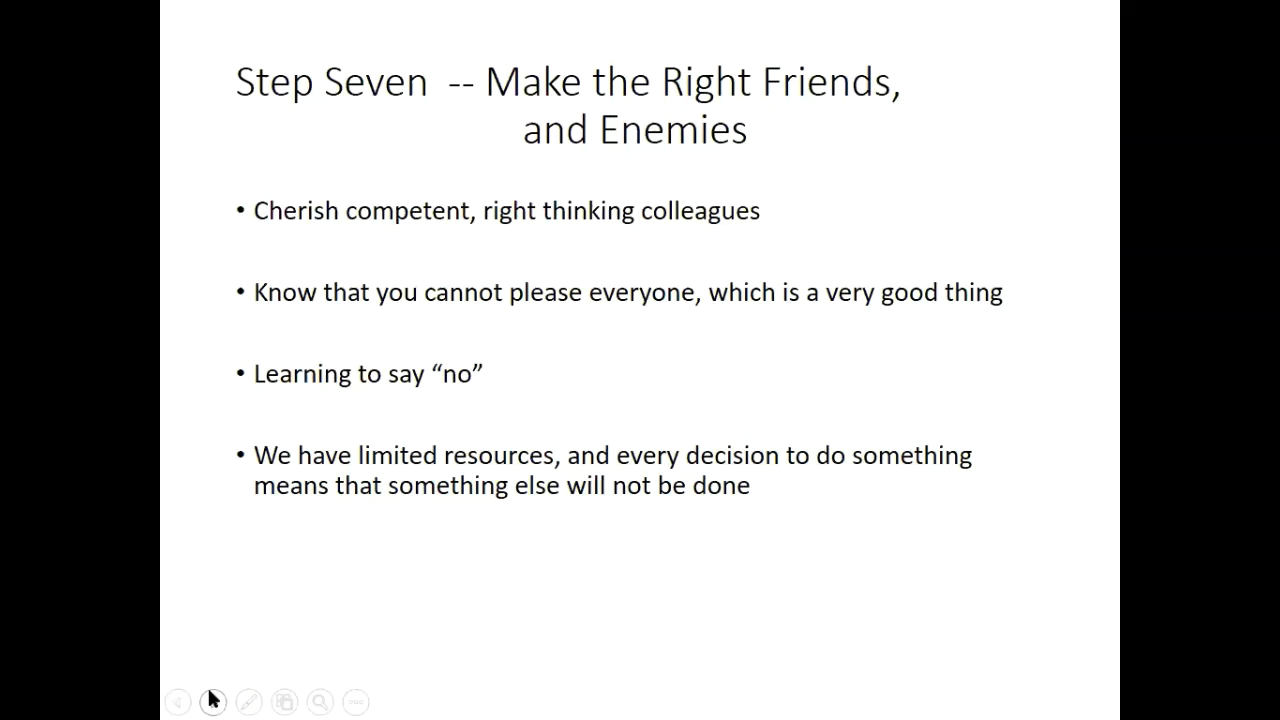 Step Seven  -- Make the Right Friends,
and Enemies
• Cherish competent, right thinking colleagues
• Know that you cannot please everyone, which is a very good thing
• Learning to say “no”
• We have limited resources, and every decision to do something
means that something else will not be done